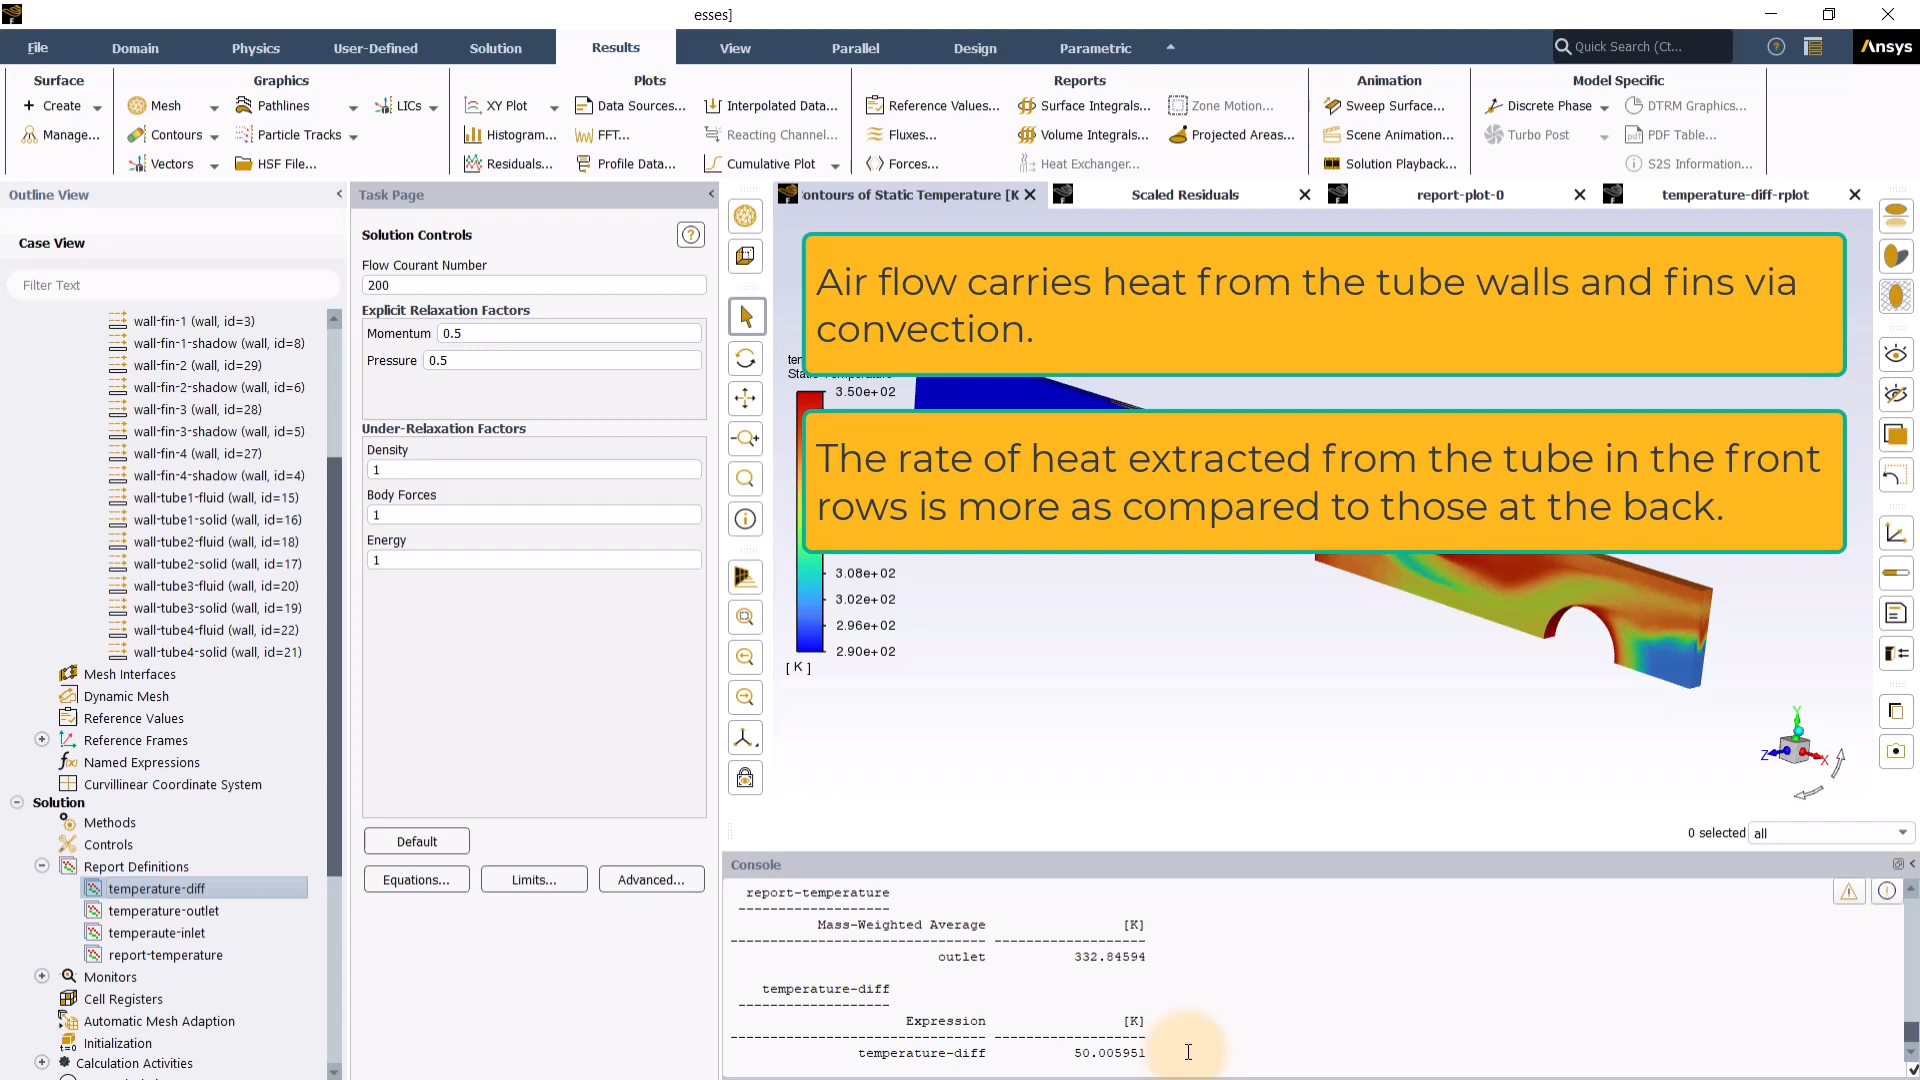 esses]
File
Domain
Physics
User-Defined
Solution
Results
View
Parallel
Design
Parametric
Quick Search (Ct...
Ansys
Surface
Graphics
Plots
Reports
Animation
Model Specific
Create
Mesh
Pathlines
LICs
XY Plot
Data Sources...
Interpolated Data...
Reference Values...
Surface Integrals...
Zone Motion...
Sweep Surface...
Discrete Phase
DTRM Graphics...
Manage...
Contours
Particle Tracks
Histogram...
FFT...
Reacting Channel...
Fluxes...
Volume Integrals...
Projected Areas...
Scene Animation...
Turbo Post
PDF Table...
Vectors
HSF File...
Residuals...
Profile Data...
Cumulative Plot
Forces...
Heat Exchanger...
Solution Playback...
S2S Information...
Outline View
Case View
Filter Text
wall-fin-1 (wall, id=3)
wall-fin-1-shadow (wall, id=8)
wall-fin-2 (wall, id=29)
wall-fin-2-shadow (wall, id=6)
wall-fin-3 (wall, id=28)
wall-fin-3-shadow (wall, id=5)
wall-fin-4 (wall, id=27)
wall-fin-4-shadow (wall, id=4)
wall-tube1-fluid (wall, id=15)
wall-tube1-solid (wall, id=16)
wall-tube2-fluid (wall, id=18)
wall-tube2-solid (wall, id=17)
wall-tube3-fluid (wall, id=20)
wall-tube3-solid (wall, id=19)
wall-tube4-fluid (wall, id=22)
wall-tube4-solid (wall, id=21)
Mesh Interfaces
Dynamic Mesh
Reference Values
Reference Frames
Named Expressions
Curvillinear Coordinate System
Solution
Methods
Controls
Report Definitions
temperature-diff
temperature-outlet
temperaute-inlet
report-temperature
Monitors
Cell Registers
Automatic Mesh Adaption
Initialization
Calculation Activities
Task Page
Solution Controls
Flow Courant Number
200
Explicit Relaxation Factors
Momentum 0.5
Pressure 0.5
Under-Relaxation Factors
Density
1
Body Forces
1
Energy
1
Default
Equations...
Limits...
Advanced...
ontours of Static Temperature [K
Scaled Residuals
report-plot-0
temperature-diff-rplot
Air flow carries heat from the tube walls and fins via
convection.
3.50e+02
The rate of heat extracted from the tube in the front
rows is more as compared to those at the back.
3.08e+02
3.02e+02
2.96e+02
2.90e+02
[ K ]
Y
Z
X
0 selected all
Console
report-temperature
Mass-Weighted Average [K]
outlet 332.84594
temperature-diff
Expression [K]
temperature-diff 50.005951